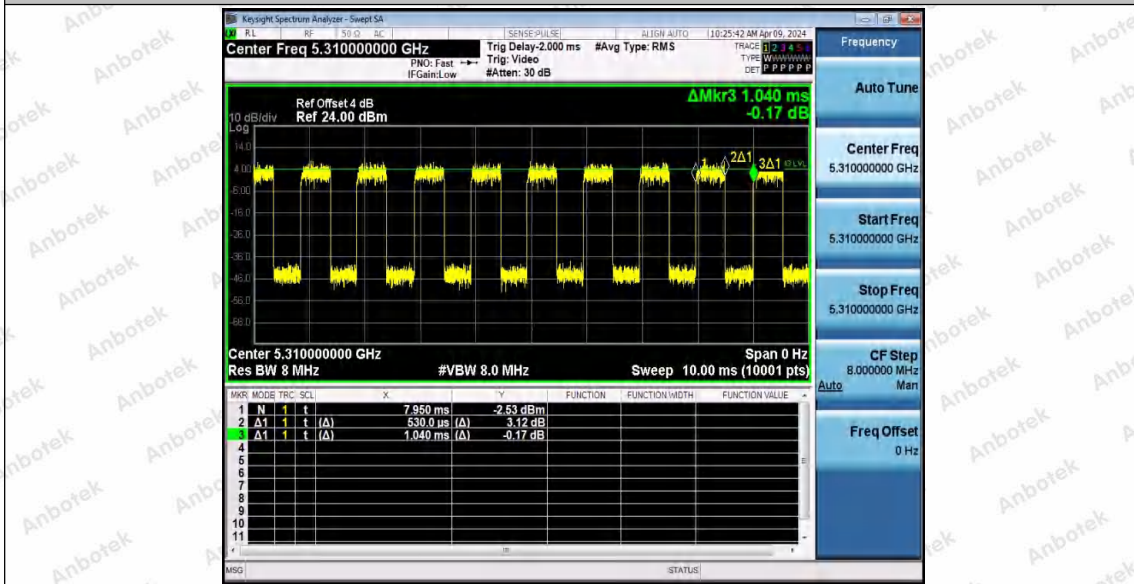 Keysight Spectrum Analyzer - Swept SA
RL RF 50 Ω AC SENSE:PULSE ALIGN AUTO 10:25:42 AM Apr 09, 2024
Center Freq 5.310000000 GHz
PNO: Fast
IFGain:Low
Trig Delay-2.000 ms
Trig: Video
#Atten: 30 dB
#Avg Type: RMS
TRACE 1 2 3 4 5 6
TYPE W
DET P P P P P P
ΔMkr3 1.040 ms
-0.17 dB
Ref Offset 4 dB
10 dB/div Ref 24.00 dBm
Log
14.0
4.00
-6.00
-16.0
-26.0
-36.0
-46.0
-56.0
-66.0
1 2Δ1 3Δ1
Center 5.310000000 GHz Span 0 Hz
Res BW 8 MHz #VBW 8.0 MHz Sweep 10.00 ms (10001 pts)
MKR MODE TRC SCL X Y FUNCTION FUNCTION WIDTH FUNCTION VALUE
1 N 1 t 7.950 ms -2.53 dBm
2 Δ1 1 t (Δ) 530.0 µs (Δ) 3.12 dB
3 Δ1 1 t (Δ) 1.040 ms (Δ) -0.17 dB
4
5
6
7
8
9
10
11
MSG STATUS
Frequency
Auto Tune
Center Freq
5.310000000 GHz
Start Freq
5.310000000 GHz
Stop Freq
5.310000000 GHz
CF Step
8.000000 MHz
Auto Man
Freq Offset
0 Hz
Anbotek